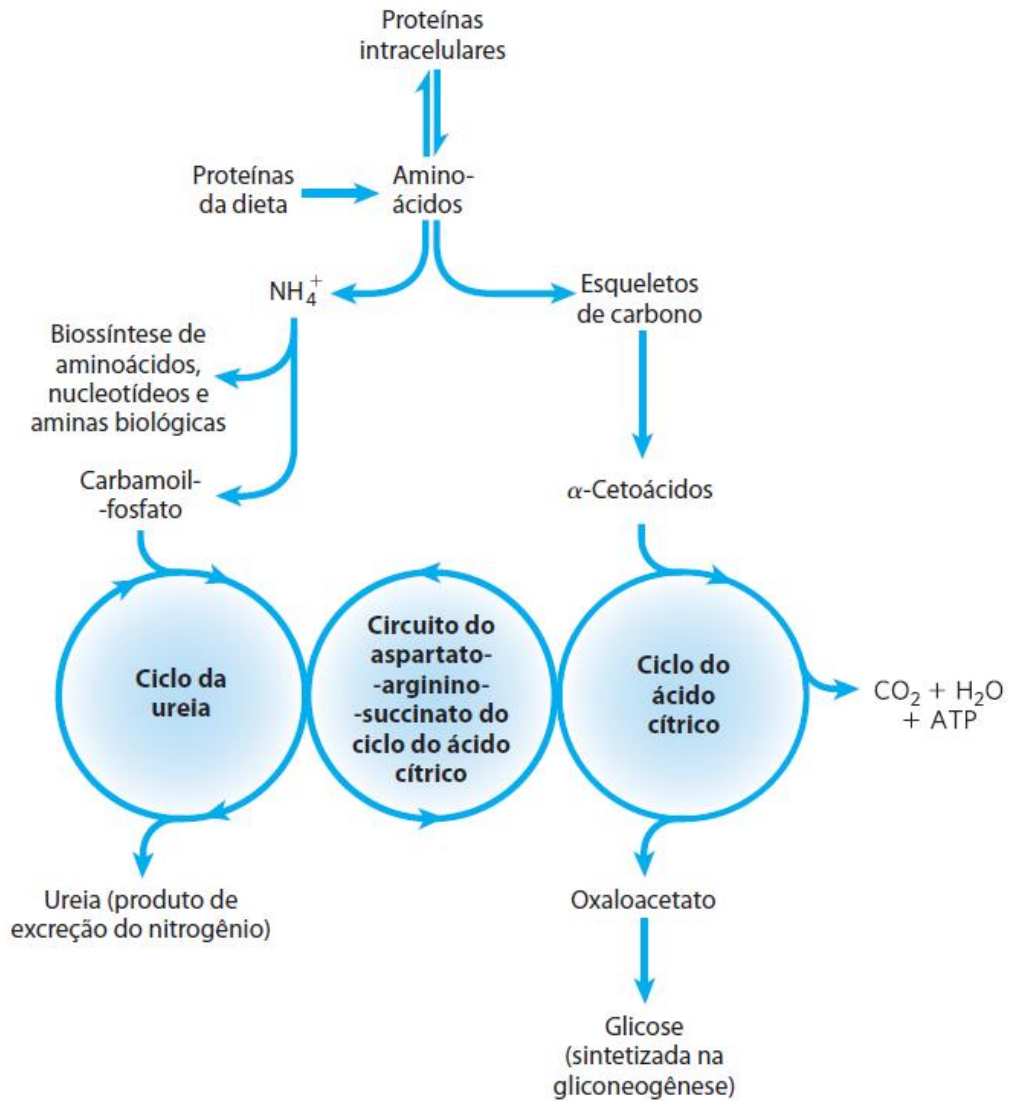 Proteínas
intracelulares
Proteínas
da dieta
Amino-
ácidos
NH₄⁺
Esqueletos
de carbono
Biossíntese de
aminoácidos,
nucleotídeos e
aminas biológicas
Carbamoil-
-fosfato
α-Cetoácidos
Ciclo da
ureia
Circuito do
aspartato-
-arginino-
-succinato do
ciclo do ácido
cítrico
Ciclo do
ácido
cítrico
CO₂ + H₂O
+ ATP
Ureia (produto de
excreção do nitrogênio)
Oxaloacetato
Glicose
(sintetizada na
gliconeogênese)